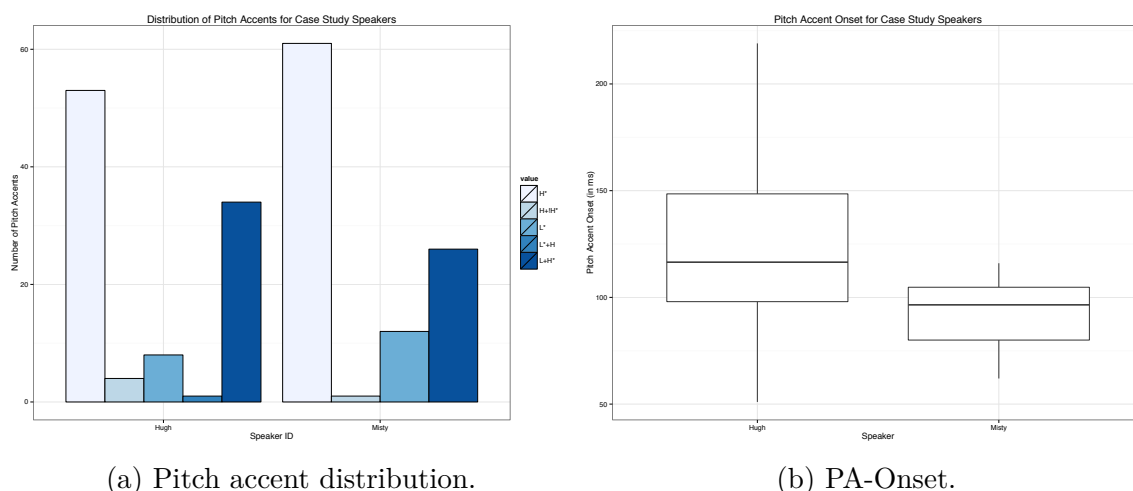 Distribution of Pitch Accents for Case Study Speakers
60
40
20
0
Number of Pitch Accents
Hugh
Misty
Speaker ID
value
H*
H+!H*
L*
L*+H
L+H*
(a) Pitch accent distribution.
Pitch Accent Onset for Case Study Speakers
200
150
100
50
Pitch Accent Onset (in ms)
Hugh
Misty
Speaker
(b) PA-Onset.